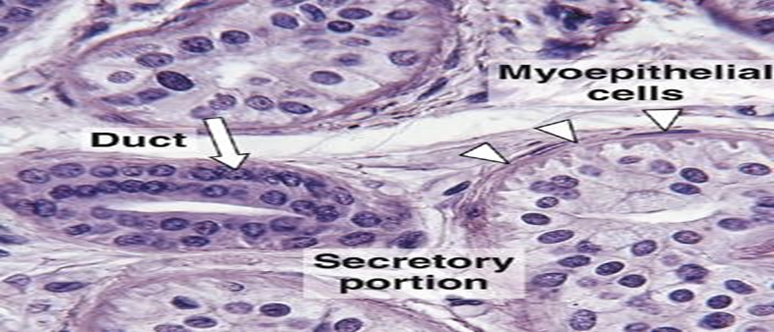 Myoepithelial
cells
Duct
Secretory
portion